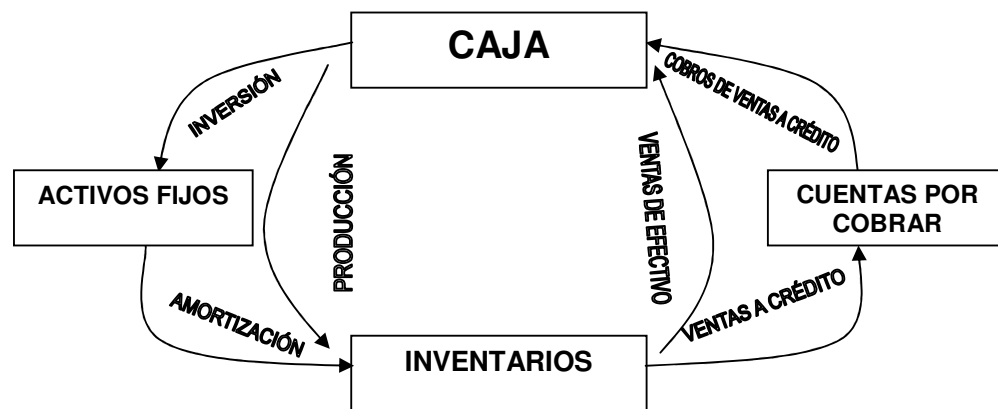 CAJA
INVERSIÓN
COBROS DE VENTAS A CRÉDITO
PRODUCCIÓN
VENTAS DE EFECTIVO
ACTIVOS FIJOS
CUENTAS POR
COBRAR
AMORTIZACIÓN
VENTAS A CRÉDITO
INVENTARIOS